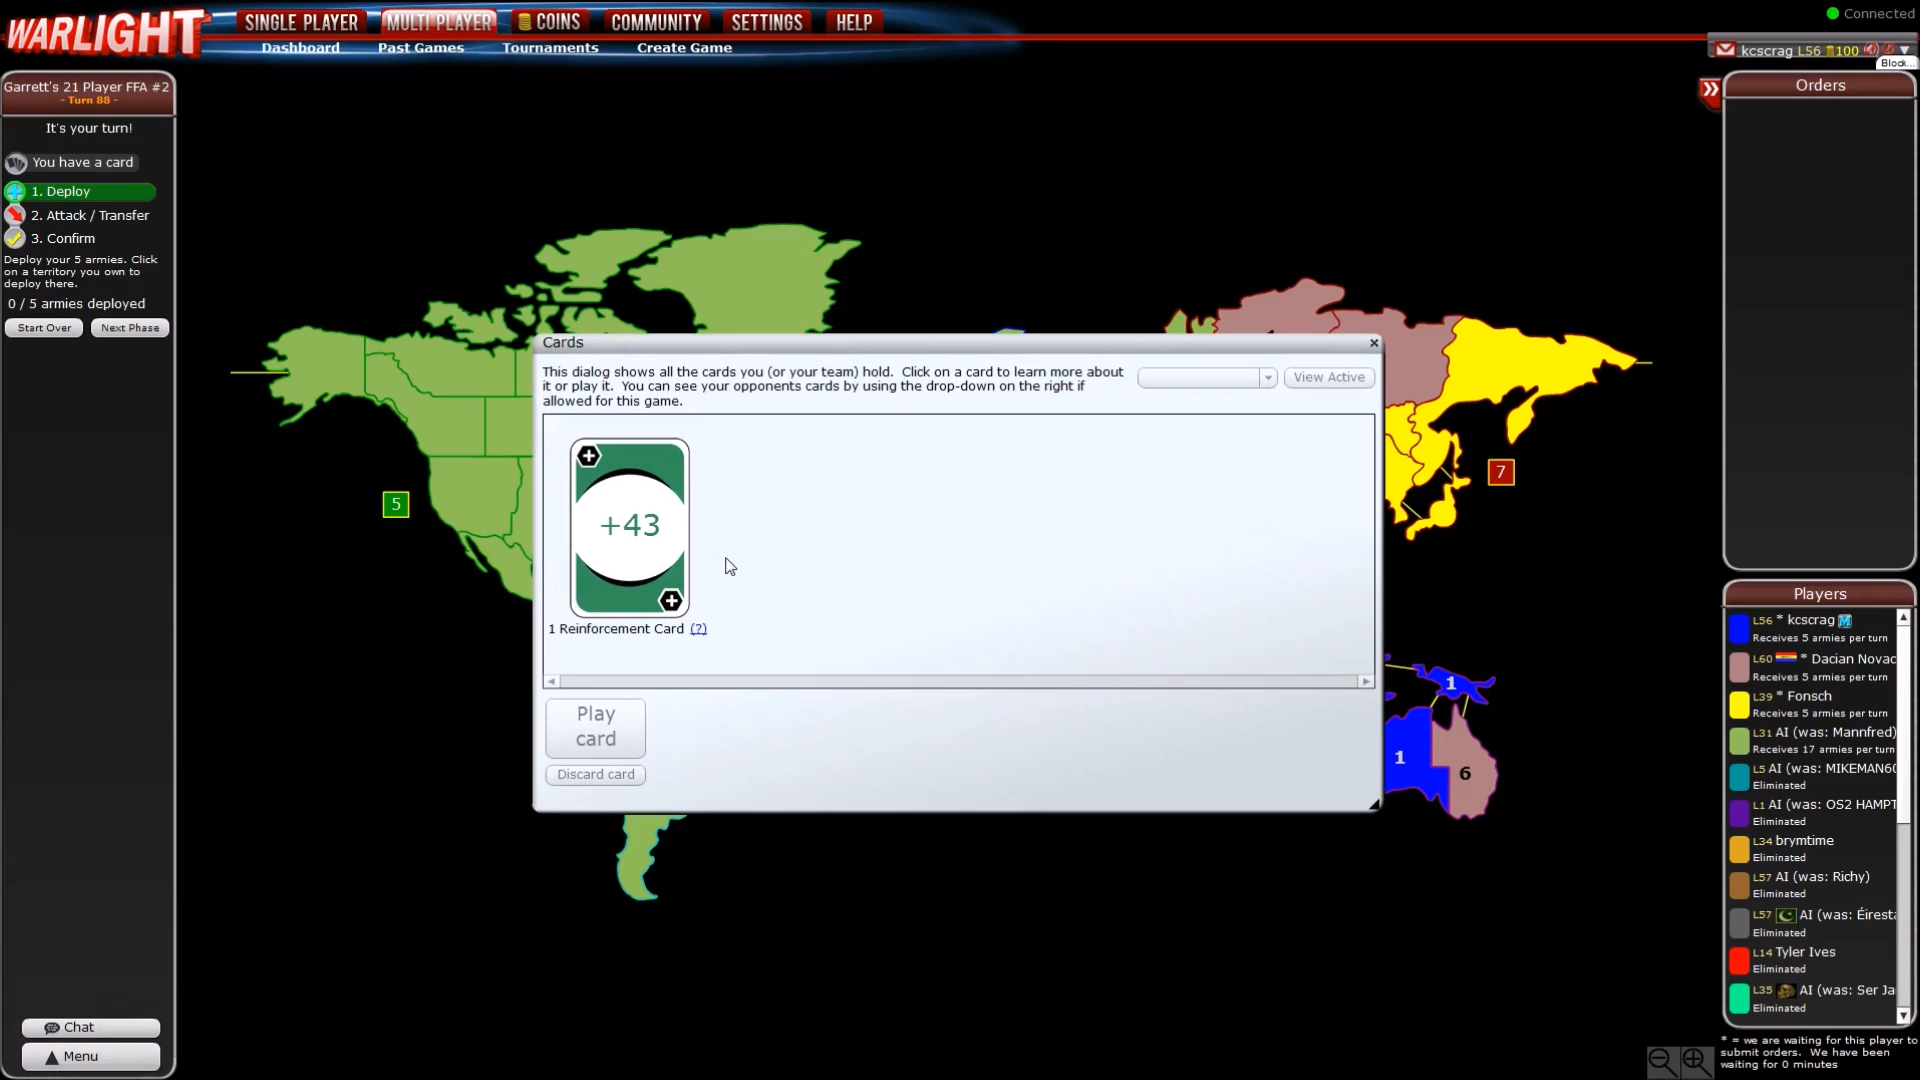 WARLIGHT
SINGLE PLAYER
MULTI PLAYER
COINS
COMMUNITY
SETTINGS
HELP
Dashboard
Past Games
Tournaments
Create Game
Connected
kcscrag L56 100
Block...
Garrett's 21 Player FFA #2
- Turn 88 -
It's your turn!
You have a card
1. Deploy
2. Attack / Transfer
3. Confirm
Deploy your 5 armies. Click
on a territory you own to
deploy there.
0 / 5 armies deployed
Start Over
Next Phase
Chat
Menu
5
Cards
This dialog shows all the cards you (or your team) hold. Click on a card to learn more about
it or play it. You can see your opponents cards by using the drop-down on the right if
allowed for this game.
View Active
+43
1 Reinforcement Card (?)
Play
card
Discard card
7
1
1
6
Orders
Players
L56 * kcscrag M
Receives 5 armies per turn
L60 * Dacian Novac
Receives 5 armies per turn
L39 * Fonsch
Receives 5 armies per turn
L31 AI (was: Mannfred)
Receives 17 armies per turn
L5 AI (was: MIKEMAN60
Eliminated
L1 AI (was: OS2 HAMPT
Eliminated
L34 brymtime
Eliminated
L57 AI (was: Richy)
Eliminated
L57 AI (was: Éiresta
Eliminated
L14 Tyler Ives
Eliminated
L35 AI (was: Ser Ja
Eliminated
* = we are waiting for this player to
submit orders. We have been
waiting for 0 minutes